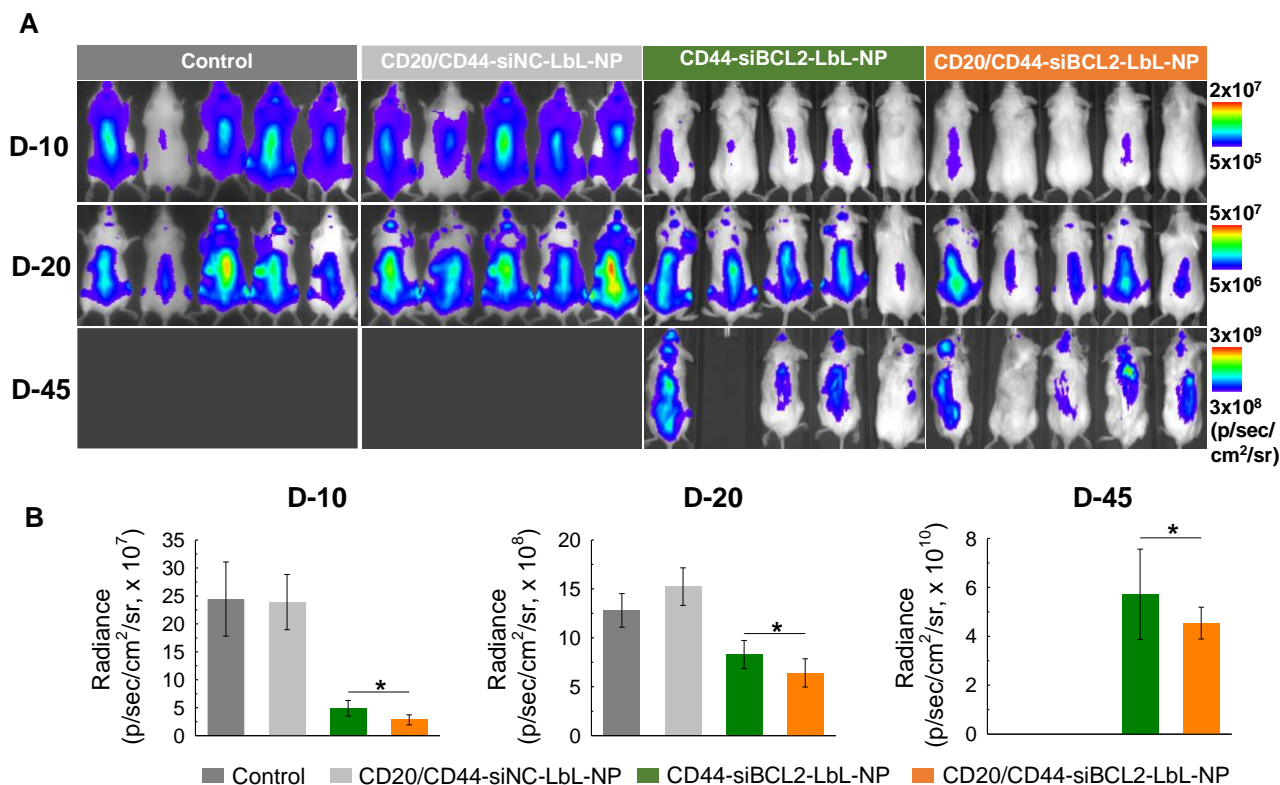 A
Control
CD20/CD44-siNC-LbL-NP
CD44-siBCL2-LbL-NP
CD20/CD44-siBCL2-LbL-NP
D-10
2x10⁷
5x10⁵
D-20
5x10⁷
5x10⁶
D-45
3x10⁹
3x10⁸
(p/sec/
cm²/sr)
B
D-10
Radiance
(p/sec/cm²/sr, x 10⁷)
35
30
25
20
15
10
5
0
*
D-20
Radiance
(p/sec/cm²/sr, x 10⁸)
20
15
10
5
0
*
D-45
Radiance
(p/sec/cm²/sr, x 10¹⁰)
8
6
4
2
0
*
Control
CD20/CD44-siNC-LbL-NP
CD44-siBCL2-LbL-NP
CD20/CD44-siBCL2-LbL-NP